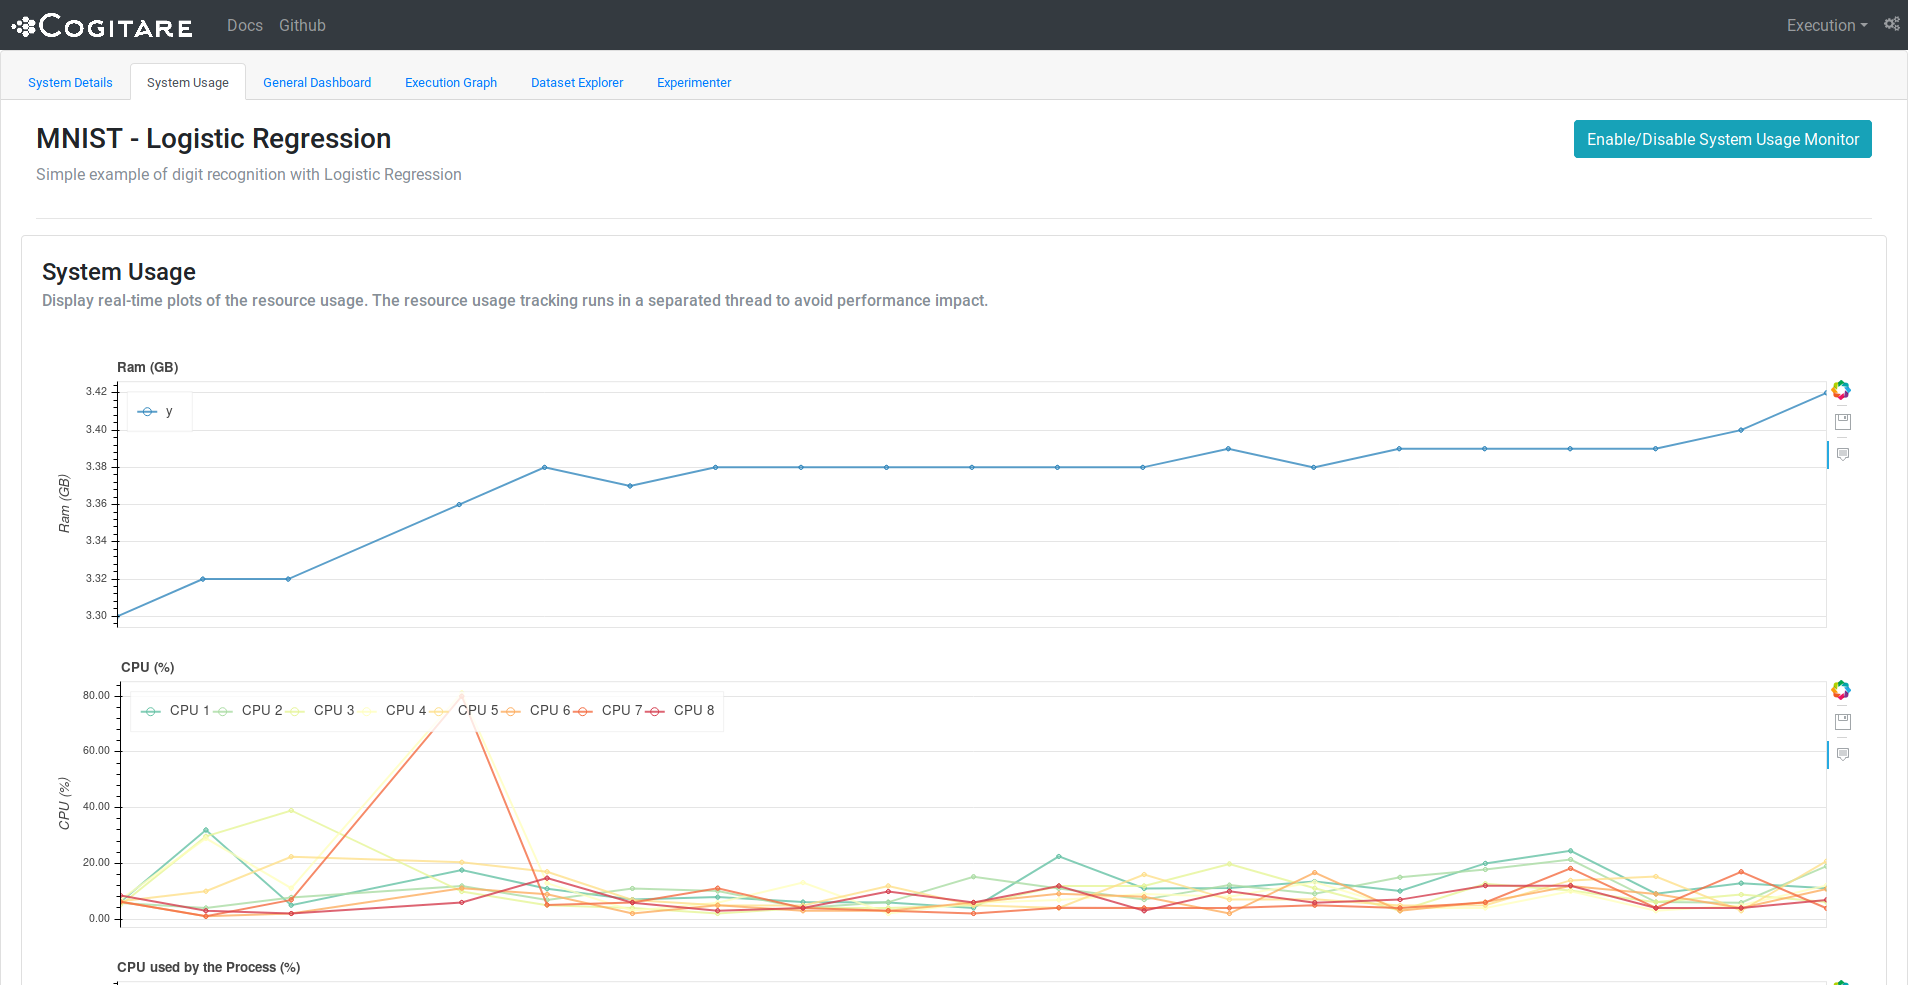 COGITARE Docs Github Execution
System Details System Usage General Dashboard Execution Graph Dataset Explorer Experimenter
MNIST - Logistic Regression
Enable/Disable System Usage Monitor
Simple example of digit recognition with Logistic Regression
System Usage
Display real-time plots of the resource usage. The resource usage tracking runs in a separated thread to avoid performance impact.
Ram (GB)
3.42
y
3.40
3.38
3.36
3.34
3.32
3.30
Ram (GB)
CPU (%)
80.00
CPU 1 CPU 2 CPU 3 CPU 4 CPU 5 CPU 6 CPU 7 CPU 8
60.00
40.00
20.00
0.00
CPU (%)
CPU used by the Process (%)